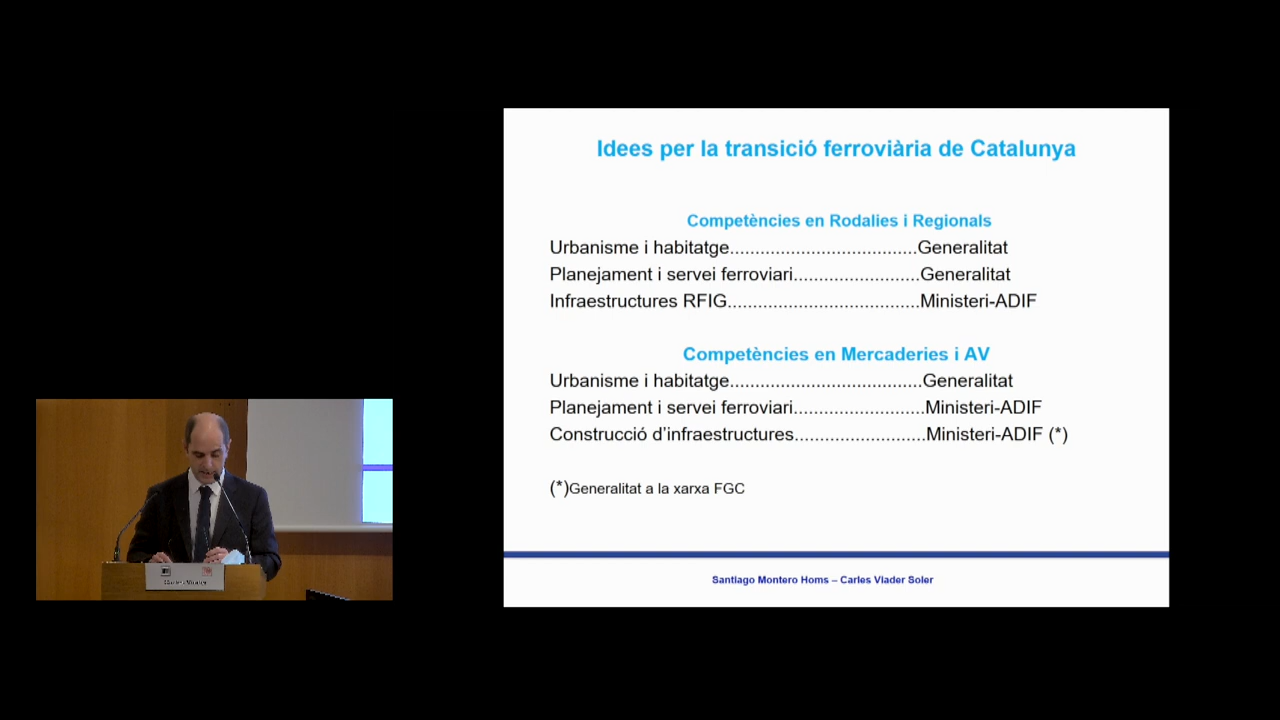 Idees per la transició ferroviària de Catalunya
Competències en Rodalies i Regionals
Urbanisme i habitatge.....................................Generalitat
Planejament i servei ferroviari.........................Generalitat
Infraestructures RFIG......................................Ministeri-ADIF
Competències en Mercaderies i AV
Urbanisme i habitatge......................................Generalitat
Planejament i servei ferroviari..........................Ministeri-ADIF
Construcció d’infraestructures..........................Ministeri-ADIF (*)
(*)Generalitat a la xarxa FGC
Santiago Montero Homs – Carles Viader Soler